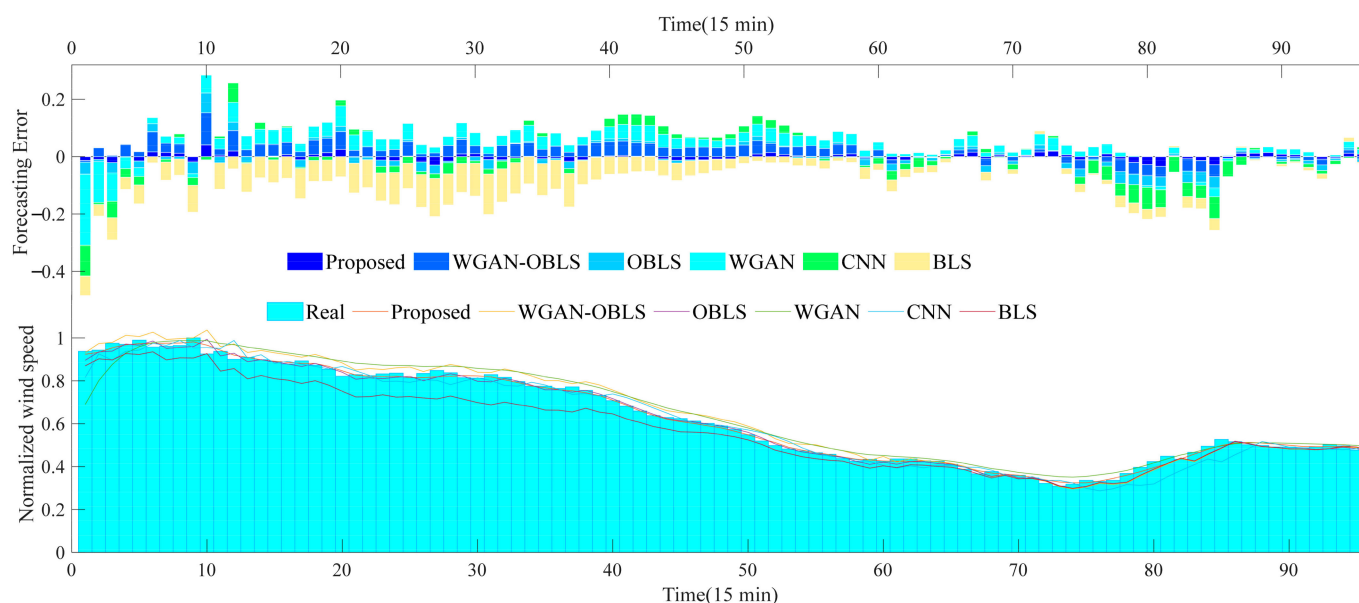 Time(15 min)
0 10 20 30 40 50 60 70 80 90
Forecasting Error
0.2
0
−0.2
−0.4
Proposed WGAN-OBLS OBLS WGAN CNN BLS
Real Proposed WGAN-OBLS OBLS WGAN CNN BLS
Normalized wind speed
1
0.8
0.6
0.4
0.2
0
0 10 20 30 40 50 60 70 80 90
Time(15 min)